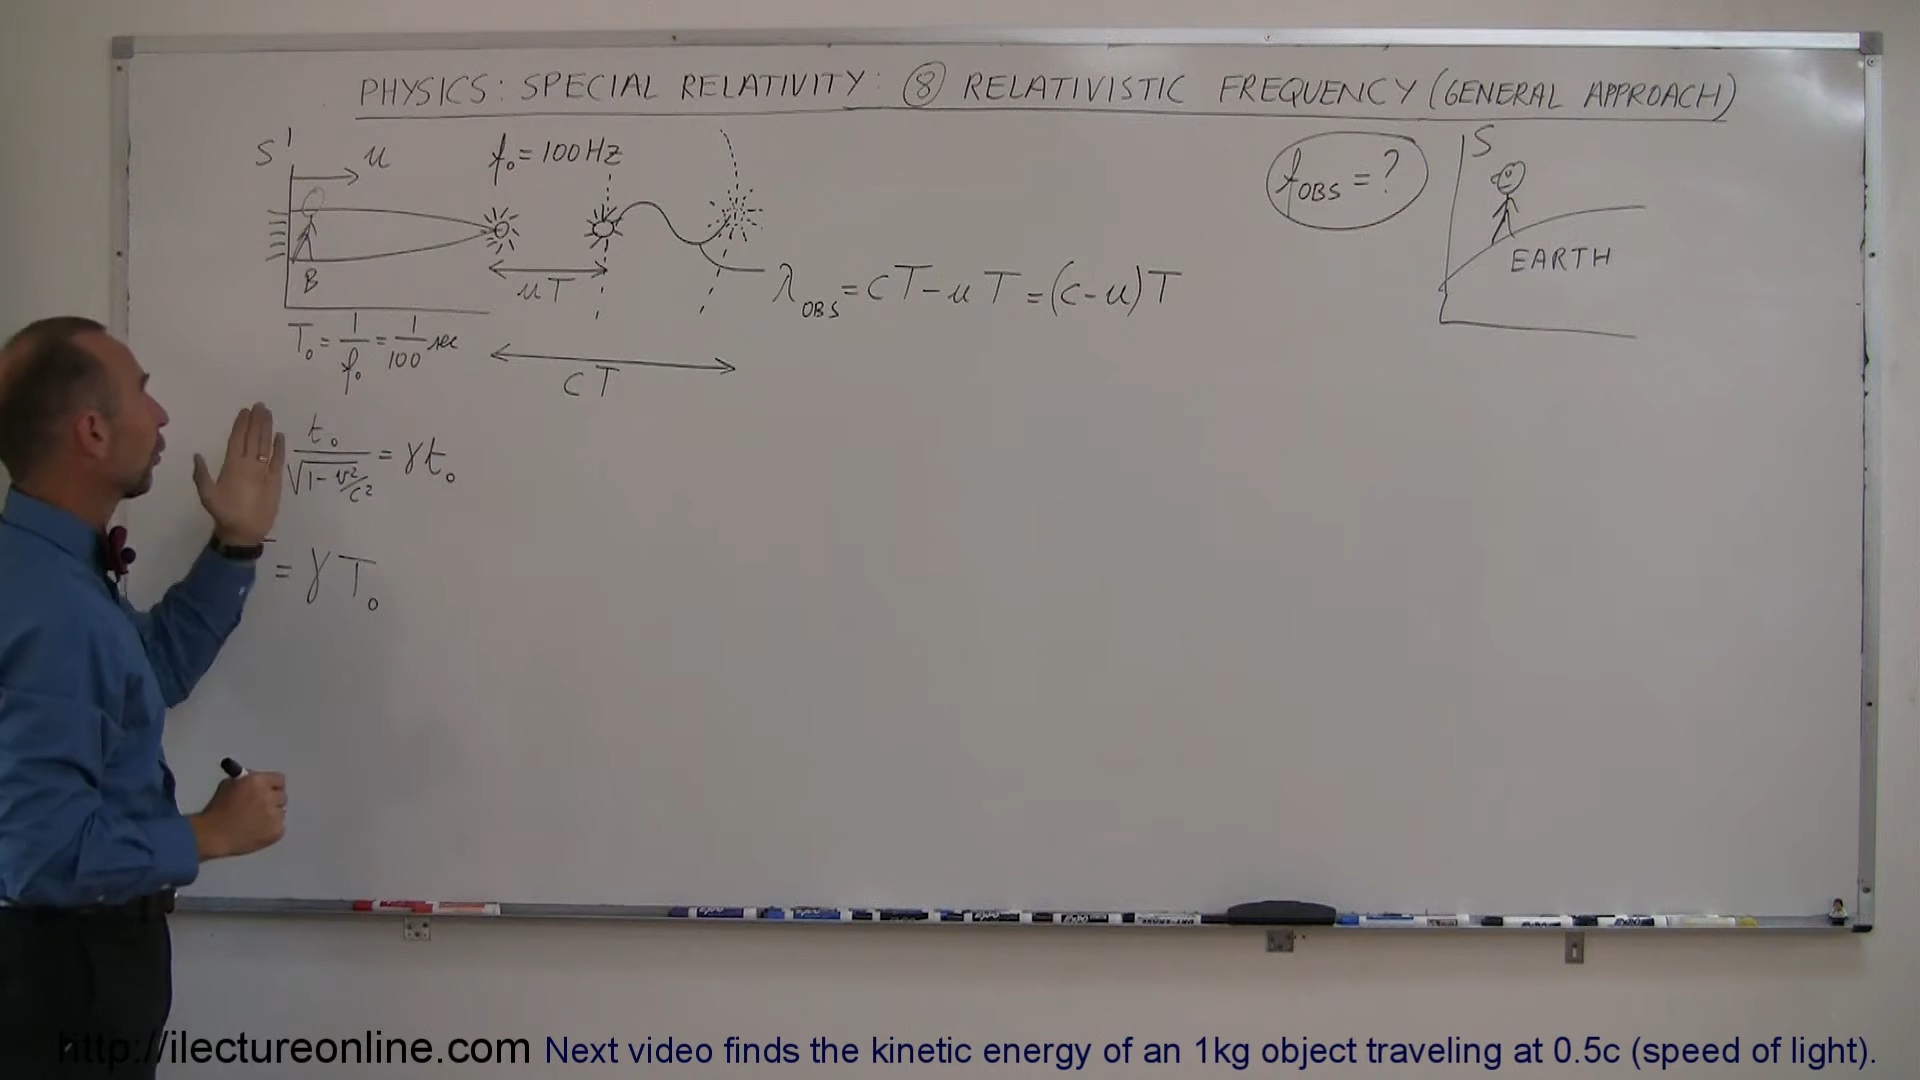 PHYSICS: SPECIAL RELATIVITY: ⑧ RELATIVISTIC FREQUENCY (GENERAL APPROACH)
S'
u
f₀ = 100 Hz
f_OBS = ?
S
B
EARTH
uT
λ_OBS = cT - uT = (c-u)T
T₀ = 1/f₀ = 1/100 sec
cT
t₀/√(1-v²/c²) = γt₀
= γT₀
http://ilectureonline.com Next video finds the kinetic energy of an 1kg object traveling at 0.5c (speed of light).